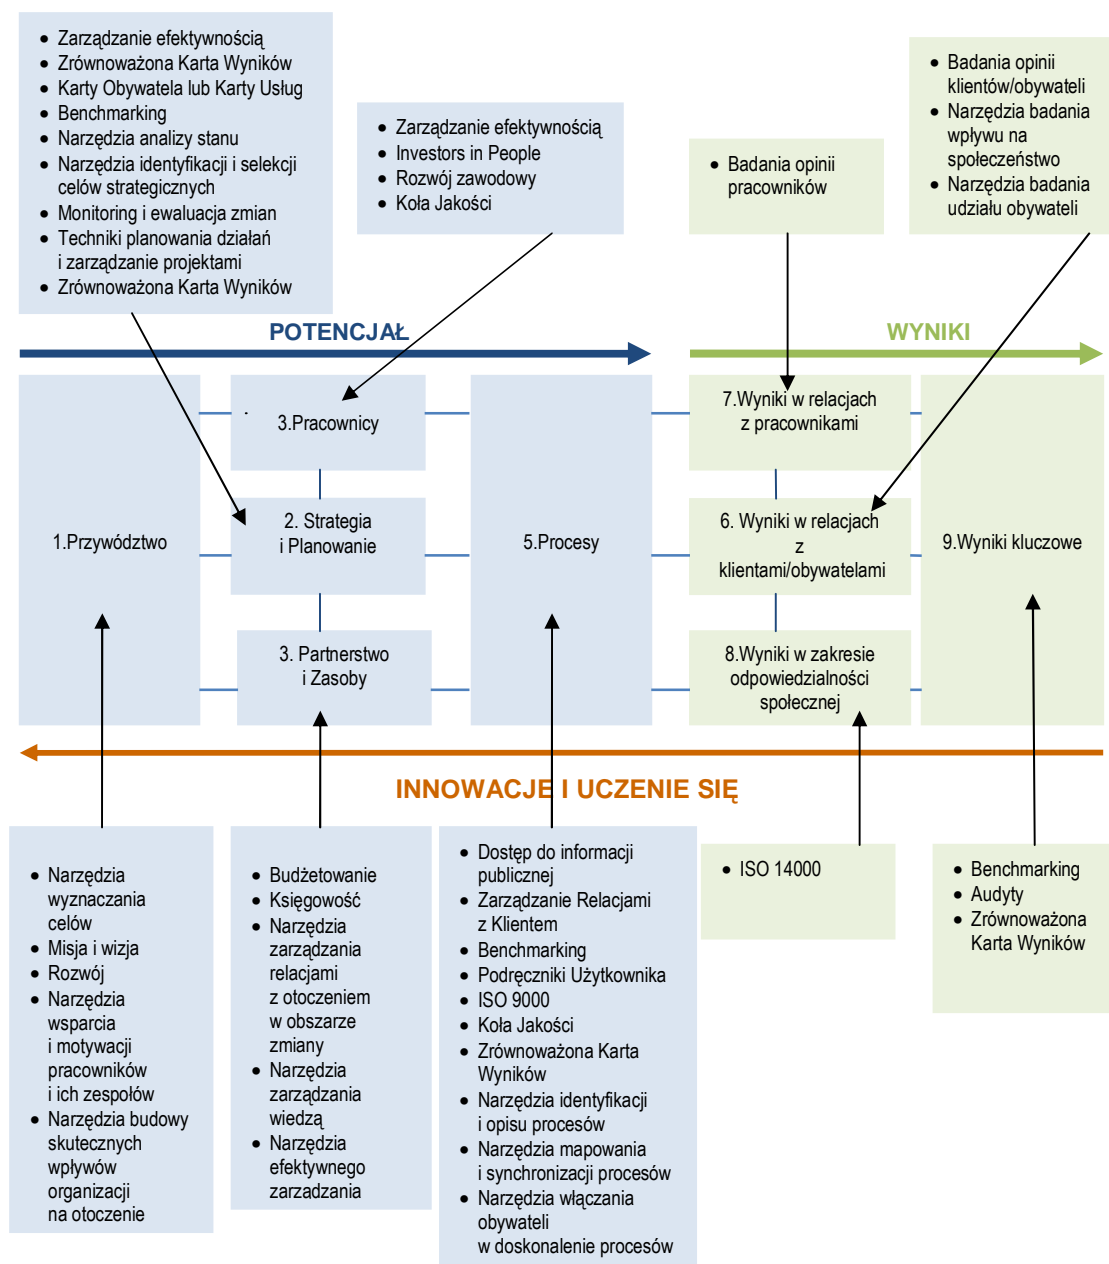 • Zarządzanie efektywnością
• Zrównoważona Karta Wyników
• Karty Obywatela lub Karty Usług
• Benchmarking
• Narzędzia analizy stanu
• Narzędzia identyfikacji i selekcji
celów strategicznych
• Monitoring i ewaluacja zmian
• Techniki planowania działań
i zarządzanie projektami
• Zrównoważona Karta Wyników
• Zarządzanie efektywnością
• Investors in People
• Rozwój zawodowy
• Koła Jakości
• Badania opinii
pracowników
• Badania opinii
klientów/obywateli
• Narzędzia badania
wpływu na
społeczeństwo
• Narzędzia badania
udziału obywateli
POTENCJAŁ
WYNIKI
1.Przywództwo
3.Pracownicy
2. Strategia
i Planowanie
3. Partnerstwo
i Zasoby
5.Procesy
7.Wyniki w relacjach
z pracownikami
6. Wyniki w relacjach
z
klientami/obywatelami
8.Wyniki w zakresie
odpowiedzialności
społecznej
9.Wyniki kluczowe
INNOWACJE I UCZENIE SIĘ
• Narzędzia
wyznaczania
celów
• Misja i wizja
• Rozwój
• Narzędzia
wsparcia
i motywacji
pracowników
i ich zespołów
• Narzędzia budowy
skutecznych
wpływów
organizacji
na otoczenie
• Budżetowanie
• Księgowość
• Narzędzia
zarządzania
relacjami
z otoczeniem
w obszarze
zmiany
• Narzędzia
zarządzania
wiedzą
• Narzędzia
efektywnego
zarządzania
• Dostęp do informacji
publicznej
• Zarządzanie Relacjami
z Klientem
• Benchmarking
• Podręczniki Użytkownika
• ISO 9000
• Koła Jakości
• Zrównoważona Karta
Wyników
• Narzędzia identyfikacji
i opisu procesów
• Narzędzia mapowania
i synchronizacji procesów
• Narzędzia włączania
obywateli
w doskonalenie procesów
• ISO 14000
• Benchmarking
• Audyty
• Zrównoważona
Karta Wyników